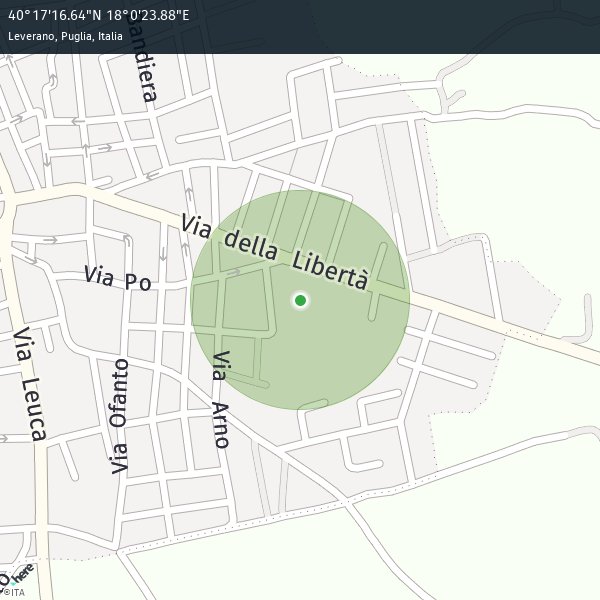 40°17'16.64"N 18°0'23.88"E
Leverano, Puglia, Italia
Bandiera
Via della Libertà
Via Po
Via Leuca
Via Ofanto
Via Arno
here
©ITA